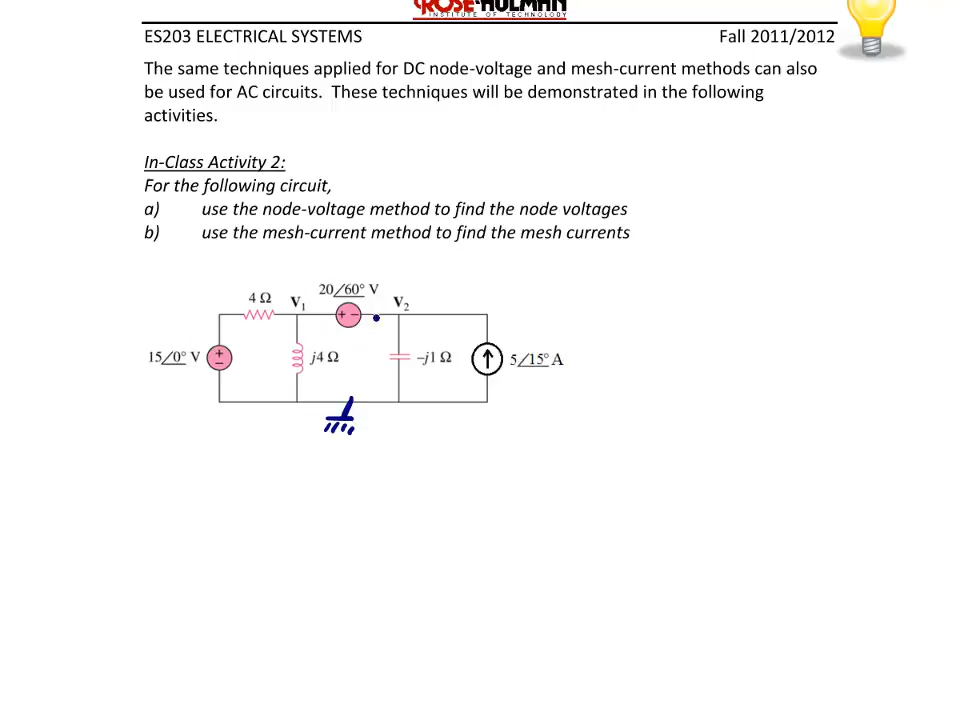 ROSE-HULMAN
INSTITUTE OF TECHNOLOGY
ES203 ELECTRICAL SYSTEMS Fall 2011/2012
The same techniques applied for DC node-voltage and mesh-current methods can also
be used for AC circuits. These techniques will be demonstrated in the following
activities.
In-Class Activity 2:
For the following circuit,
a) use the node-voltage method to find the node voltages
b) use the mesh-current method to find the mesh currents
20/60° V
4 Ω V1 V2
+ −
15/0° V + − j4 Ω −j1 Ω 5/15° A